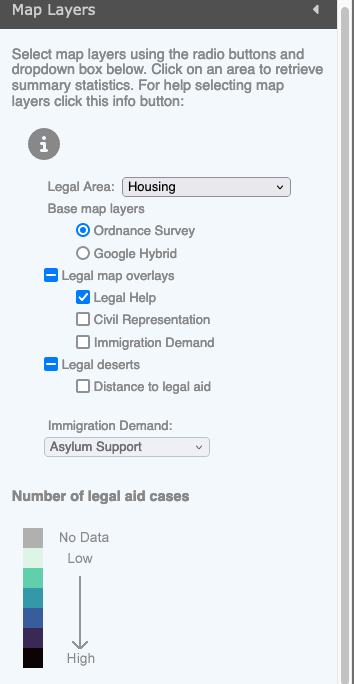 Map Layers
Select map layers using the radio buttons and
dropdown box below. Click on an area to retrieve
summary statistics. For help selecting map
layers click this info button:
i
Legal Area: Housing
Base map layers
Ordnance Survey
Google Hybrid
Legal map overlays
Legal Help
Civil Representation
Immigration Demand
Legal deserts
Distance to legal aid
Immigration Demand:
Asylum Support
Number of legal aid cases
No Data
Low
High